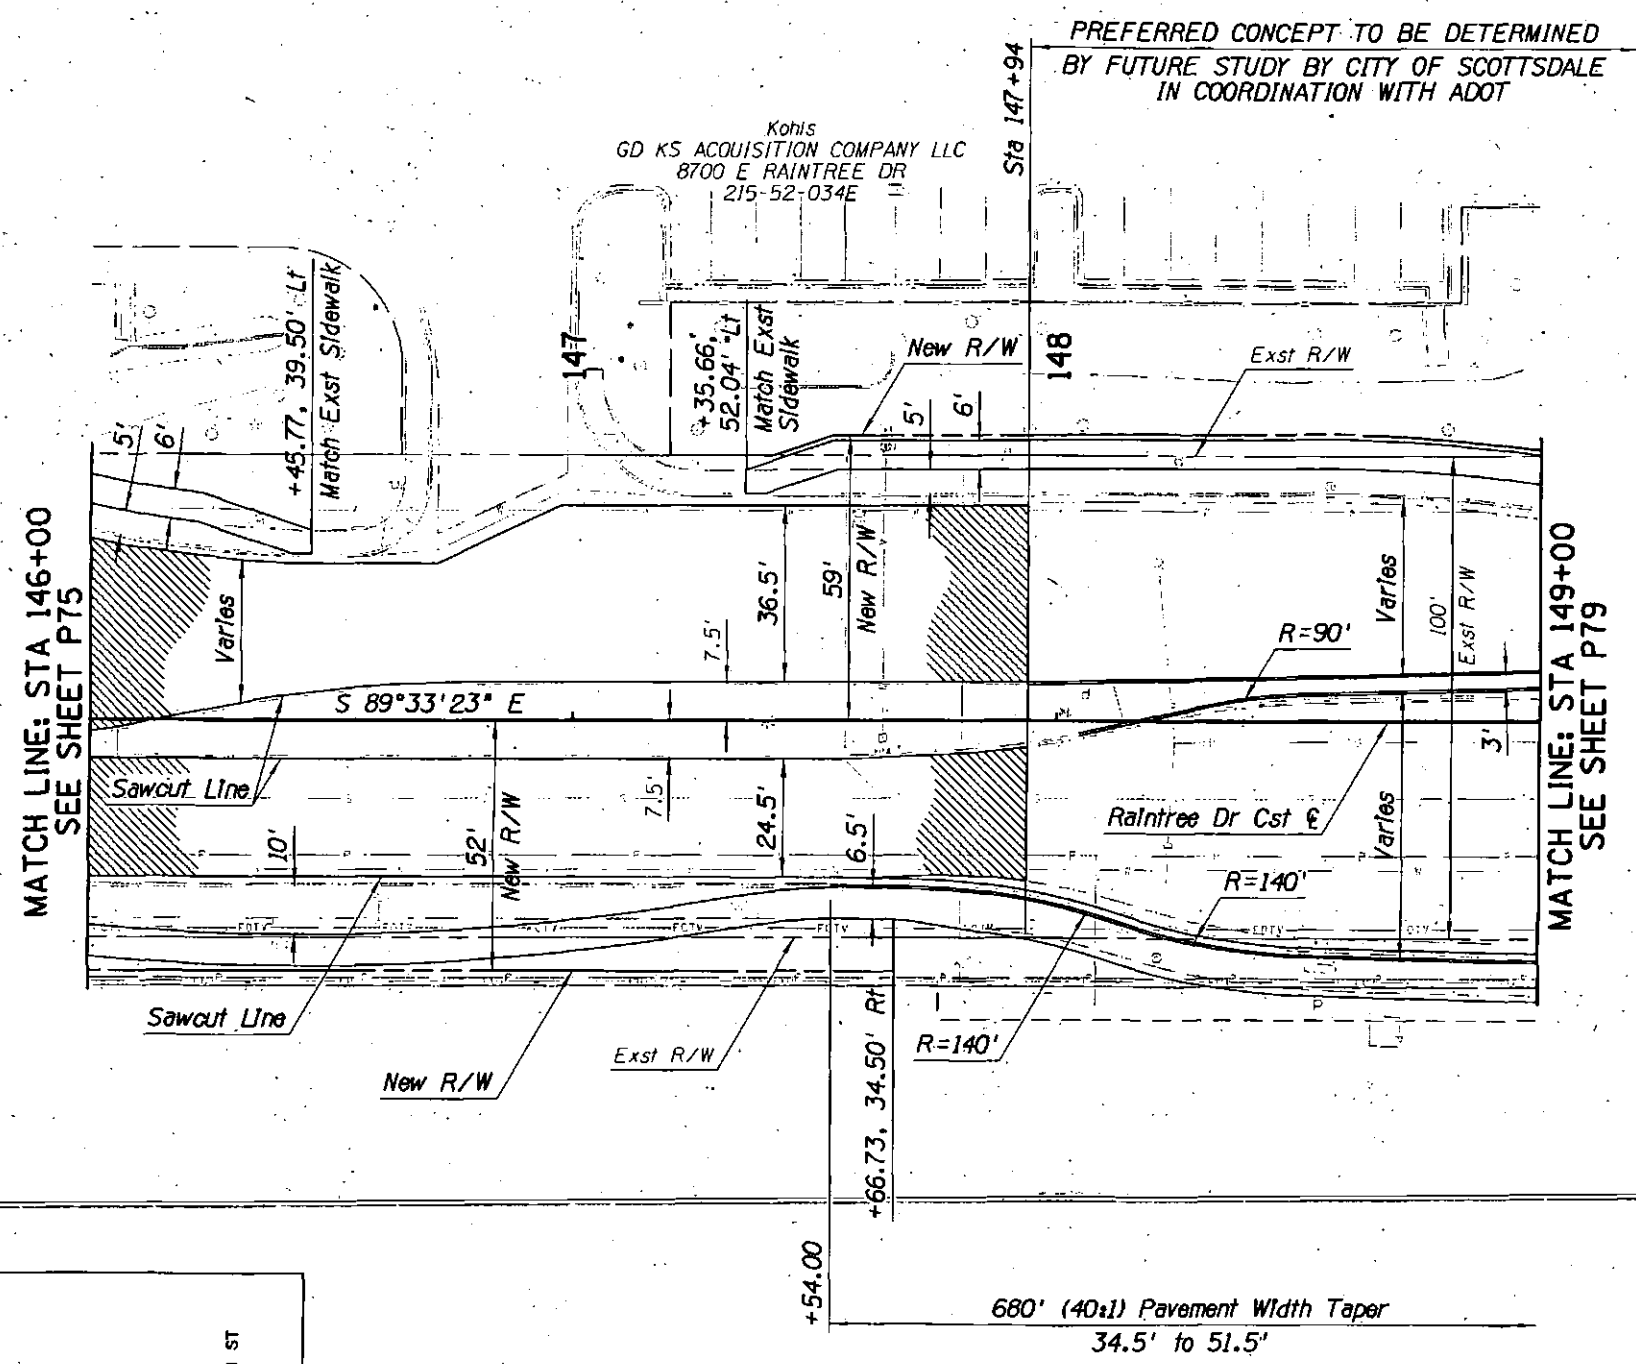 PREFERRED CONCEPT TO BE DETERMINED
BY FUTURE STUDY BY CITY OF SCOTTSDALE
IN COORDINATION WITH ADOT
Sta 147+94
Kohls
GD KS ACQUISITION COMPANY LLC
8700 E RAINTREE DR
215-52-034E
+45.77, 39.50' Lt
Match Exst Sidewalk
147
+35.66,
52.04' Lt
Match Exst
Sidewalk
New R/W
148
Exst R/W
5'
6'
5'
6'
MATCH LINE: STA 146+00
SEE SHEET P75
Varies
7.5'
36.5'
59'
New R/W
R=90'
Varies
100'
Exst R/W
MATCH LINE: STA 149+00
SEE SHEET P79
S 89°33'23" E
3'
Sawcut Line
10'
52'
New R/W
7.5'
24.5'
6.5'
Raintree Dr Cst ℄
Varies
R=140'
FOTV
FOTV
FOTV
FOTV
FOTV
Sawcut Line
New R/W
Exst R/W
R=140'
+66.73, 34.50' Rt
+54.00
680' (40:1) Pavement Width Taper
34.5' to 51.5'
ST